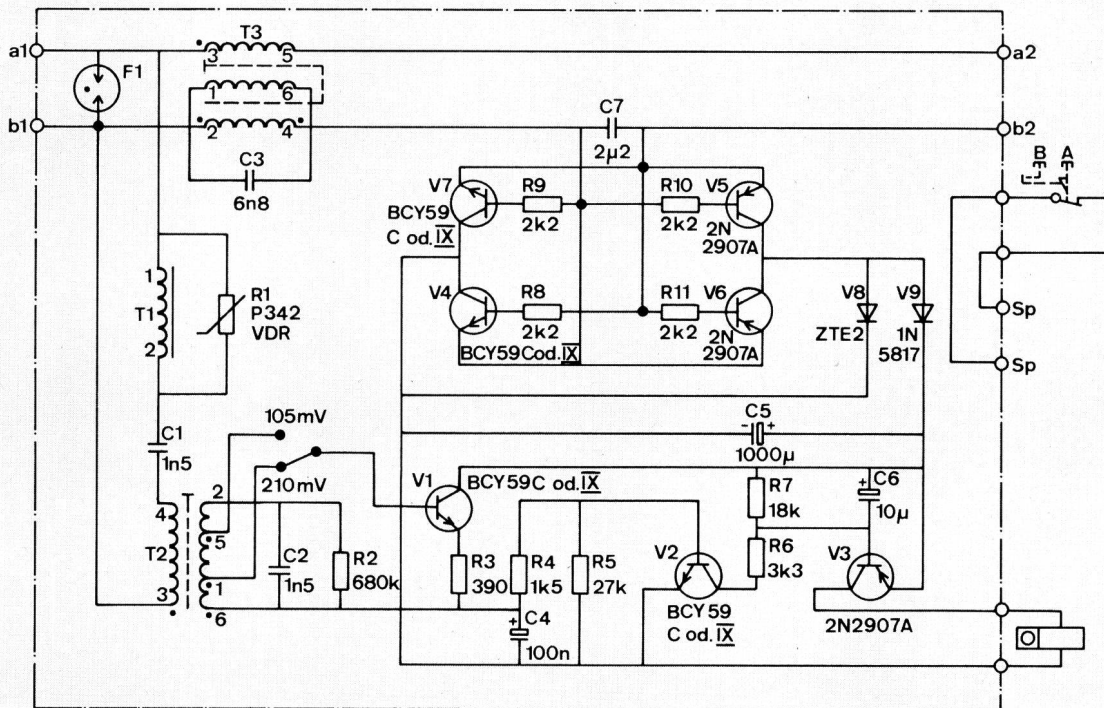 a1
T3
3
5
a2
F1
1
6
b1
2
4
b2
C7
2µ2
C3
6n8
B
A
V7
R9
R10
V5
BCY59
C od. IX
2k2
2k2
2N
2907A
1
T1
2
R1
P342
VDR
V4
R8
R11
V6
2k2
2k2
2N
2907A
BCY59Cod. IX
V8
V9
ZTE2
1N
5817
Sp
Sp
C1
1n5
105mV
210mV
C5
-
+
1000µ
V1
BCY59C od. IX
R7
18k
+
C6
10µ
4
T2
3
2
5
1
6
C2
1n5
R2
680k
R3
390
R4
1k5
R5
27k
V2
R6
3k3
V3
BCY59
C od. IX
2N2907A
+
C4
100n